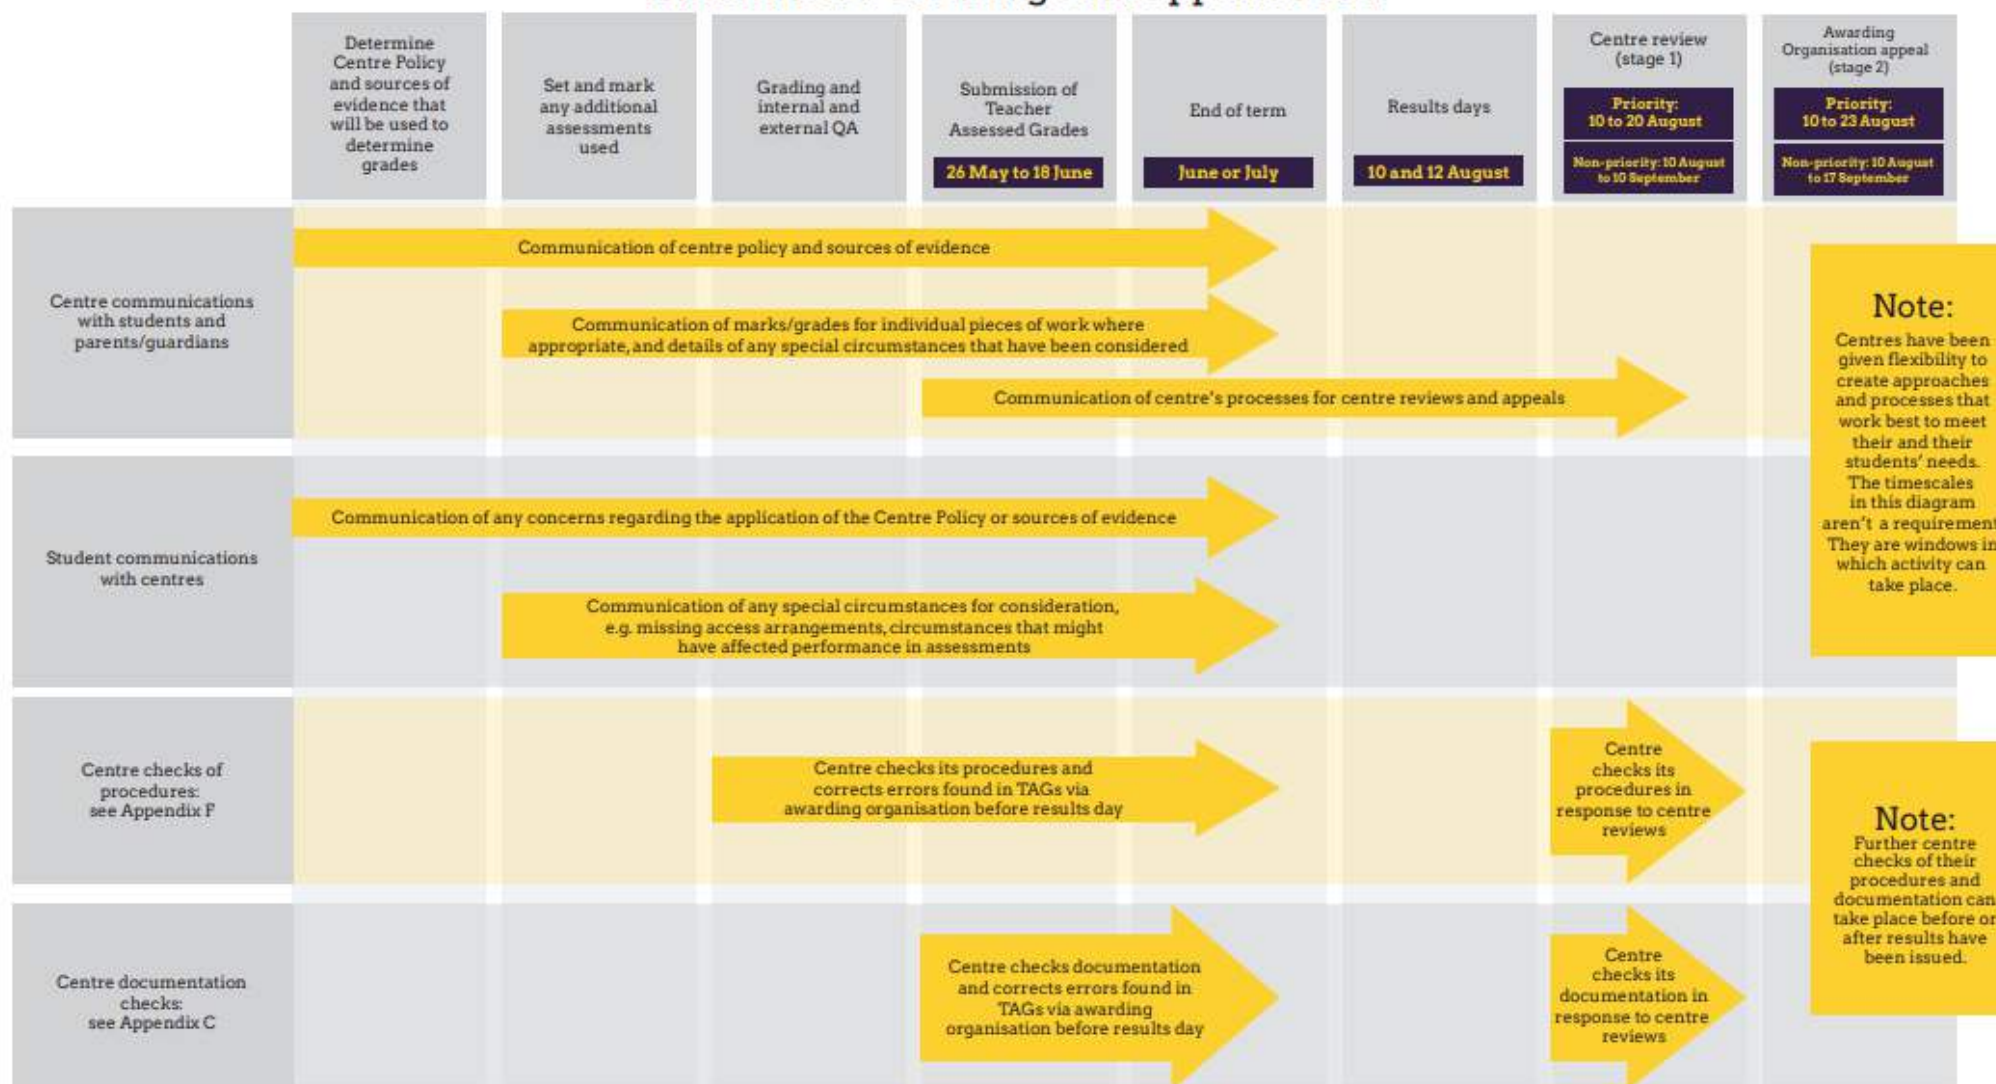 Determine
Centre Policy
and sources of
evidence that
will be used to
determine
grades
Set and mark
any additional
assessments
used
Grading and
internal and
external QA
Submission of
Teacher
Assessed Grades
26 May to 18 June
End of term
June or July
Results days
10 and 12 August
Centre review
(stage 1)
Priority:
10 to 20 August
Non-priority: 10 August
to 10 September
Awarding
Organisation appeal
(stage 2)
Priority:
10 to 23 August
Non-priority: 10 August
to 17 September
Centre communications
with students and
parents/guardians
Communication of centre policy and sources of evidence
Communication of marks/grades for individual pieces of work where
appropriate, and details of any special circumstances that have been considered
Communication of centre's processes for centre reviews and appeals
Note:
Centres have been
given flexibility to
create approaches
and processes that
work best to meet
their and their
students' needs.
The timescales
in this diagram
aren't a requirement
They are windows in
which activity can
take place.
Student communications
with centres
Communication of any concerns regarding the application of the Centre Policy or sources of evidence
Communication of any special circumstances for consideration,
e.g. missing access arrangements, circumstances that might
have affected performance in assessments
Centre checks of
procedures:
see Appendix F
Centre checks its procedures and
corrects errors found in TAGs via
awarding organisation before results day
Centre
checks its
procedures in
response to centre
reviews
Note:
Further centre
checks of their
procedures and
documentation can
take place before or
after results have
been issued.
Centre documentation
checks:
see Appendix C
Centre checks documentation
and corrects errors found in
TAGs via awarding
organisation before results day
Centre
checks its
documentation in
response to centre
reviews